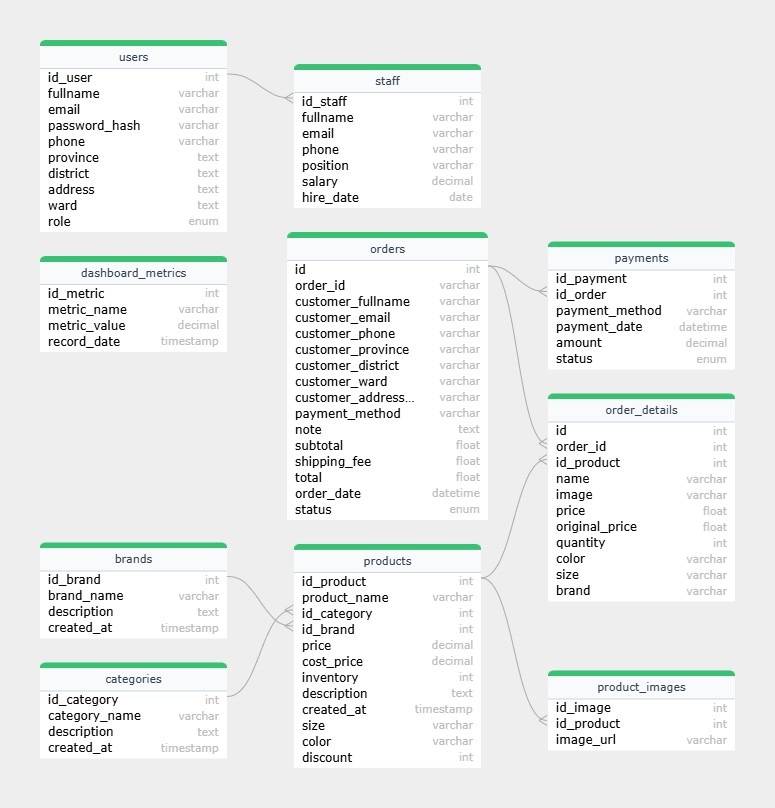 users
id_user int
fullname varchar
email varchar
password_hash varchar
phone varchar
province text
district text
address text
ward text
role enum
staff
id_staff int
fullname varchar
email varchar
phone varchar
position varchar
salary decimal
hire_date date
dashboard_metrics
id_metric int
metric_name varchar
metric_value decimal
record_date timestamp
orders
id int
order_id varchar
customer_fullname varchar
customer_email varchar
customer_phone varchar
customer_province varchar
customer_district varchar
customer_ward varchar
customer_address... varchar
payment_method varchar
note text
subtotal float
shipping_fee float
total float
order_date datetime
status enum
payments
id_payment int
id_order int
payment_method varchar
payment_date datetime
amount decimal
status enum
order_details
id int
order_id int
id_product int
name varchar
image varchar
price float
original_price float
quantity int
color varchar
size varchar
brand varchar
brands
id_brand int
brand_name varchar
description text
created_at timestamp
products
id_product int
product_name varchar
id_category int
id_brand int
price decimal
cost_price decimal
inventory int
description text
created_at timestamp
size varchar
color varchar
discount int
categories
id_category int
category_name varchar
description text
created_at timestamp
product_images
id_image int
id_product int
image_url varchar